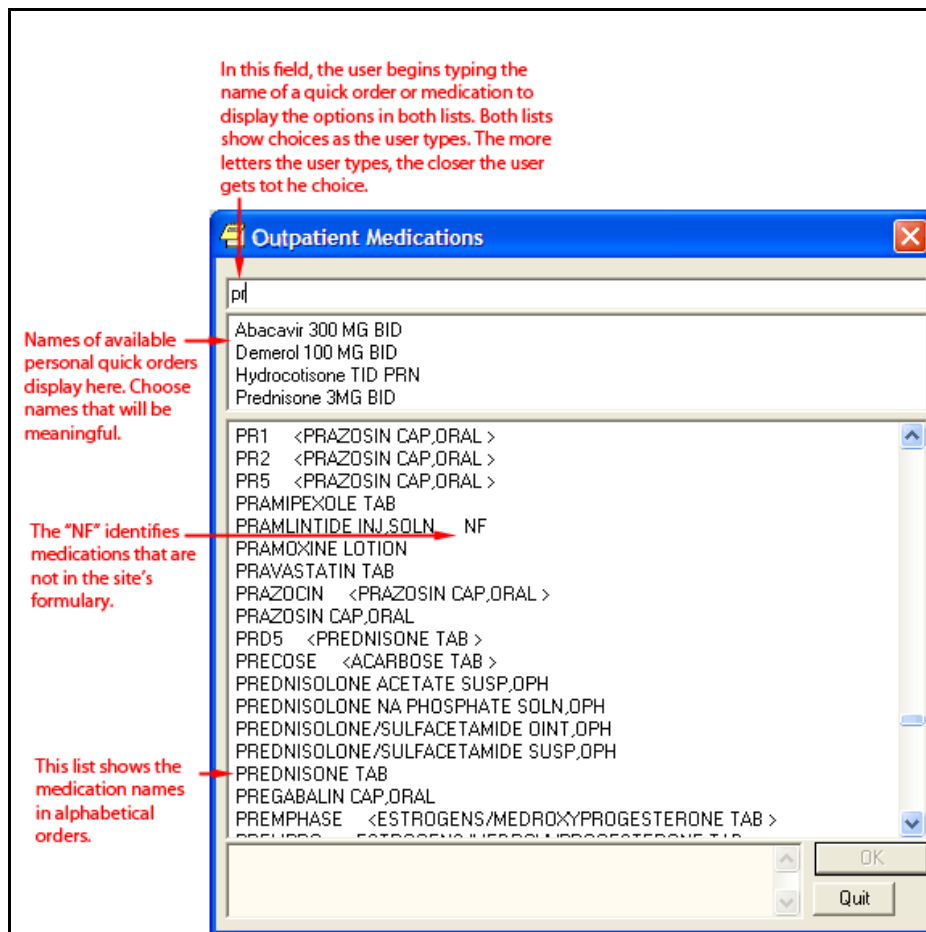 In this field, the user begins typing the
name of a quick order or medication to
display the options in both lists. Both lists
show choices as the user types. The more
letters the user types, the closer the user
gets tot he choice.
Outpatient Medications
pr
Names of available
personal quick orders
display here. Choose
names that will be
meaningful.
Abacavir 300 MG BID
Demerol 100 MG BID
Hydrocotisone TID PRN
Prednisone 3MG BID
PR1 <PRAZOSIN CAP,ORAL >
PR2 <PRAZOSIN CAP,ORAL >
PR5 <PRAZOSIN CAP,ORAL >
PRAMIPEXOLE TAB
PRAMLINTIDE INJ,SOLN NF
PRAMOXINE LOTION
PRAVASTATIN TAB
PRAZOCIN <PRAZOSIN CAP,ORAL >
PRAZOSIN CAP,ORAL
PRD5 <PREDNISONE TAB >
PRECOSE <ACARBOSE TAB >
PREDNISOLONE ACETATE SUSP,OPH
PREDNISOLONE NA PHOSPHATE SOLN,OPH
PREDNISOLONE/SULFACETAMIDE OINT,OPH
PREDNISOLONE/SULFACETAMIDE SUSP,OPH
PREDNISONE TAB
PREGABALIN CAP,ORAL
PREMPHASE <ESTROGENS/MEDROXYPROGESTERONE TAB >
The “NF” identifies
medications that are
not in the site’s
formulary.
This list shows the
medication names
in alphabetical
orders.
OK
Quit